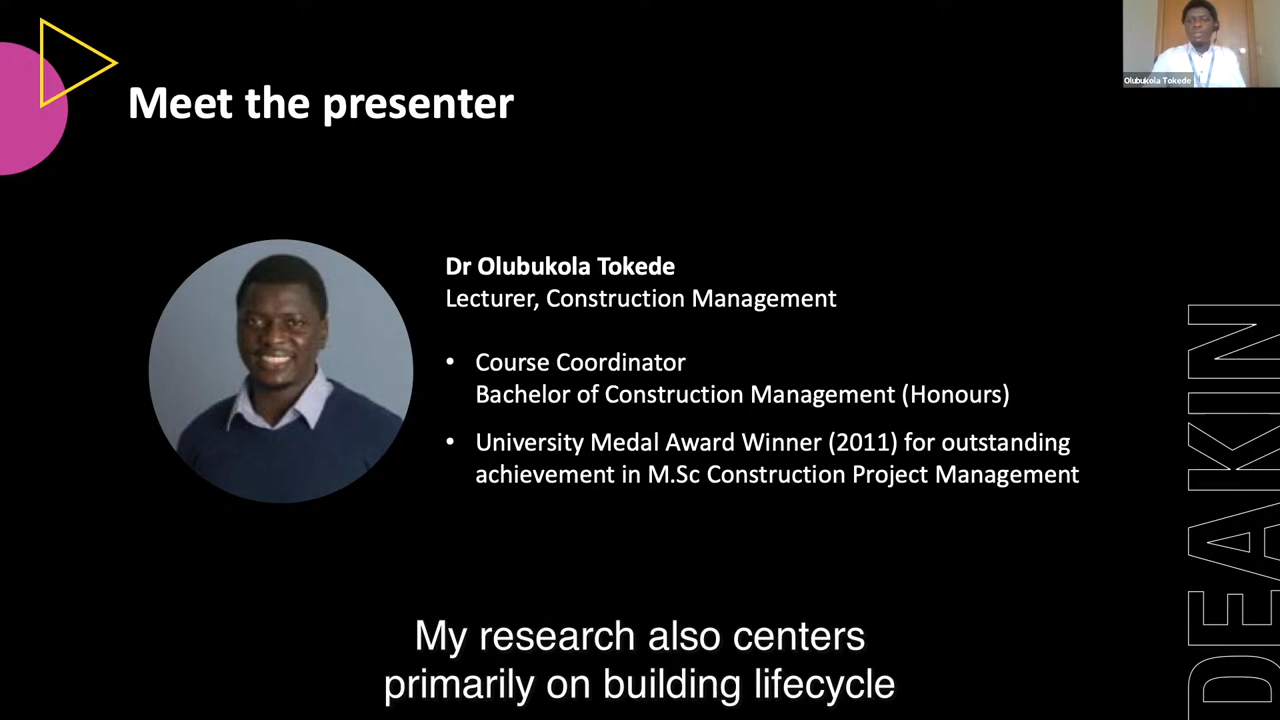 Olubukola Tokede
Meet the presenter
Dr Olubukola Tokede
Lecturer, Construction Management
• Course Coordinator
Bachelor of Construction Management (Honours)
• University Medal Award Winner (2011) for outstanding
achievement in M.Sc Construction Project Management
DEAKIN
My research also centers
primarily on building lifecycle